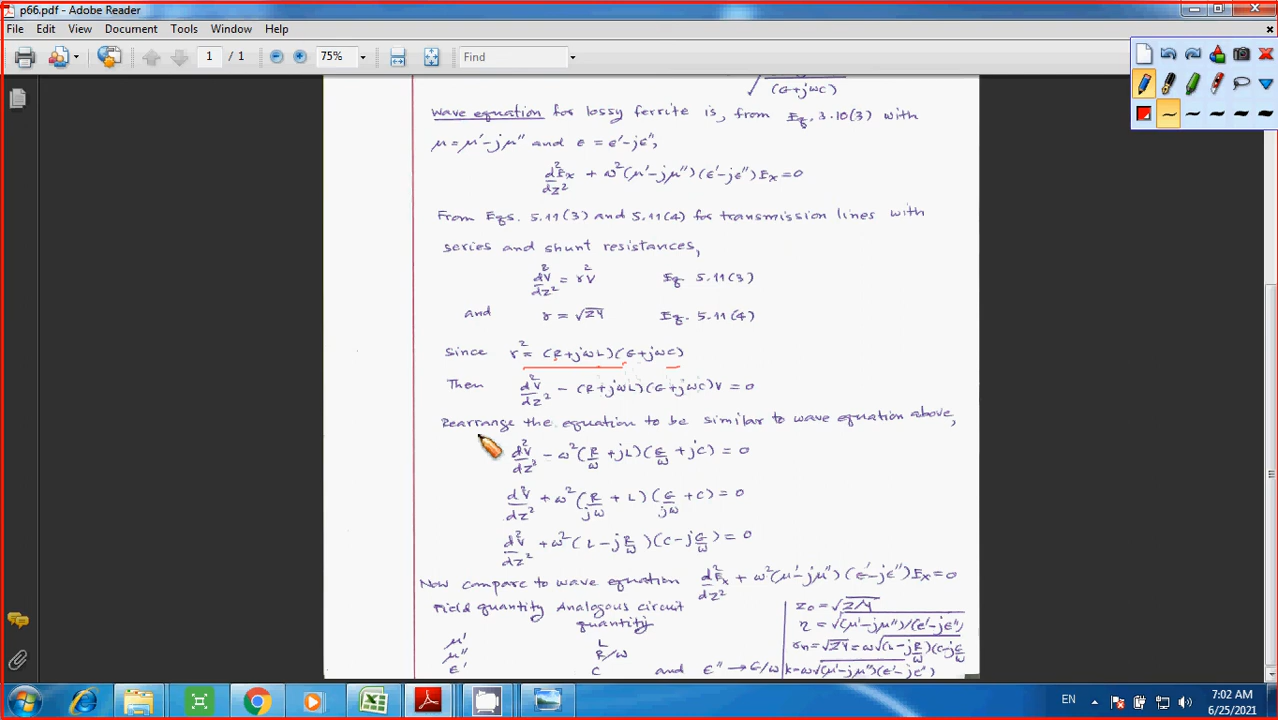 p66.pdf - Adobe Reader
File Edit View Document Tools Window Help
1 / 1 75% Find
(G+jωC)
Wave equation for lossy ferrite is, from Eq. 3.10(3) with
μ=μ'-jμ" and ε = ε'-jε",
d²Ex/dz² + ω²(μ'-jμ")(ε'-jε")Ex=0
From Eqs. 5.11(3) and 5.11(4) for transmission lines with
series and shunt resistances,
d²V/dz² = γ²V Eq. 5.11(3)
and γ = √ZY Eq. 5.11(4)
Since γ² = (R+jωL)(G+jωC)
Then d²V/dz² - (R+jωL)(G+jωC)V = 0
Rearrange the equation to be similar to wave equation above,
d²V/dz² - ω²(R/ω + jL)(G/ω + jC) = 0
d²V/dz² + ω²(R/jω + L)(G/jω + C) = 0
d²V/dz² + ω²(L - jR/ω)(C - jG/ω) = 0
Now compare to wave equation d²Ex/dz² + ω²(μ'-jμ")(ε'-jε")Ex=0
Field quantity Analogous circuit
quantity
μ' L
μ" R/ω
ε' C and ε" → G/ω
Z0 = √Z/Y
η = √(μ'-jμ")/(ε'-jε")
γn = √ZY = ω√(L-jR/ω)(C-jG/ω)
k=ω√(μ'-jμ")(ε'-jε")
EN 7:02 AM
6/25/2021